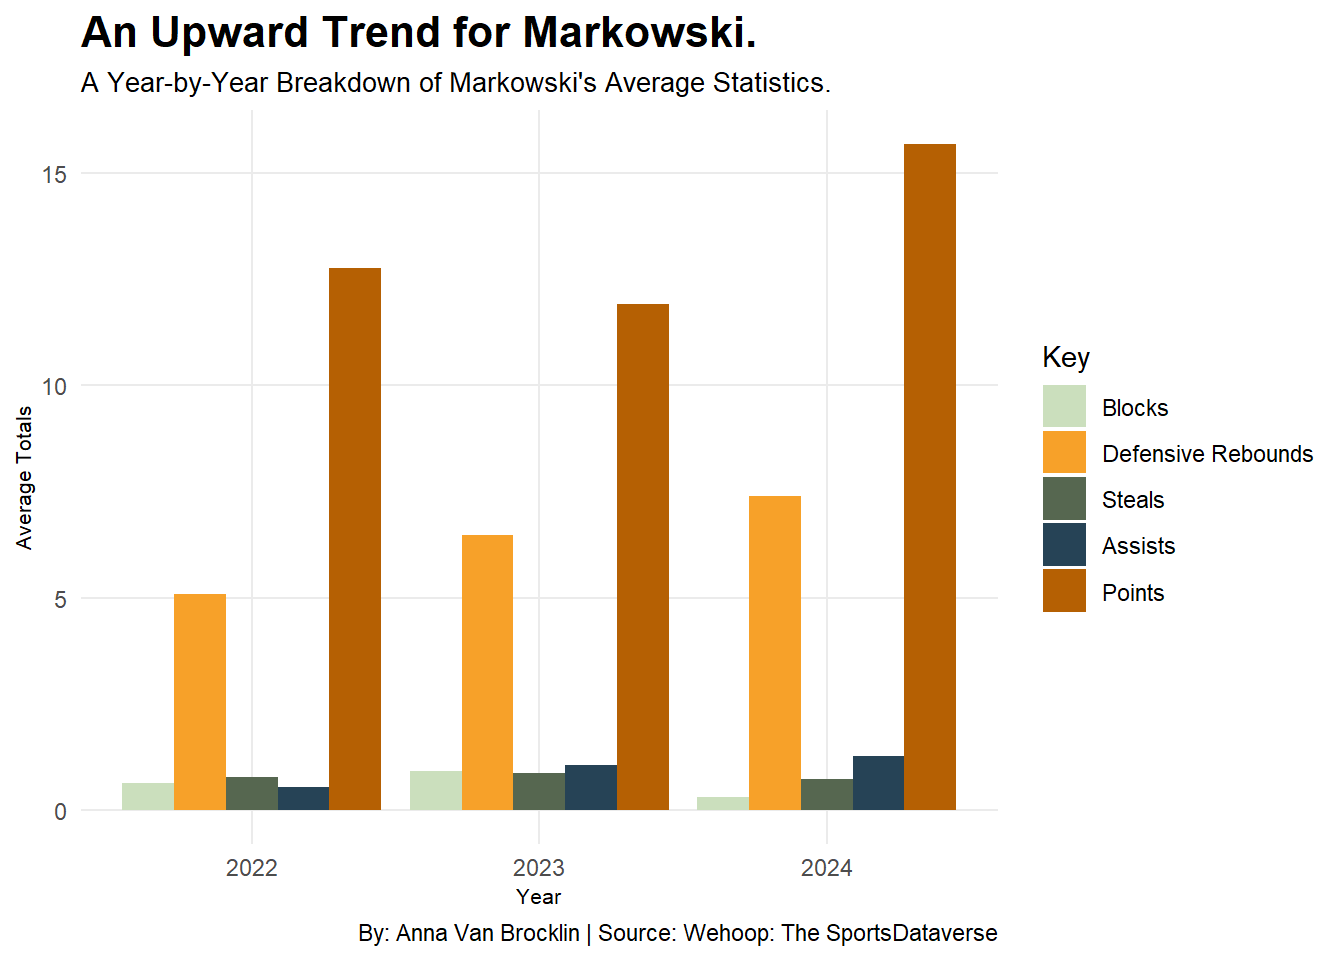 An Upward Trend for Markowski.
A Year-by-Year Breakdown of Markowski's Average Statistics.
15
10
5
0
Average Totals
2022
2023
2024
Year
Key
Blocks
Defensive Rebounds
Steals
Assists
Points
By: Anna Van Brocklin | Source: Wehoop: The SportsDataverse